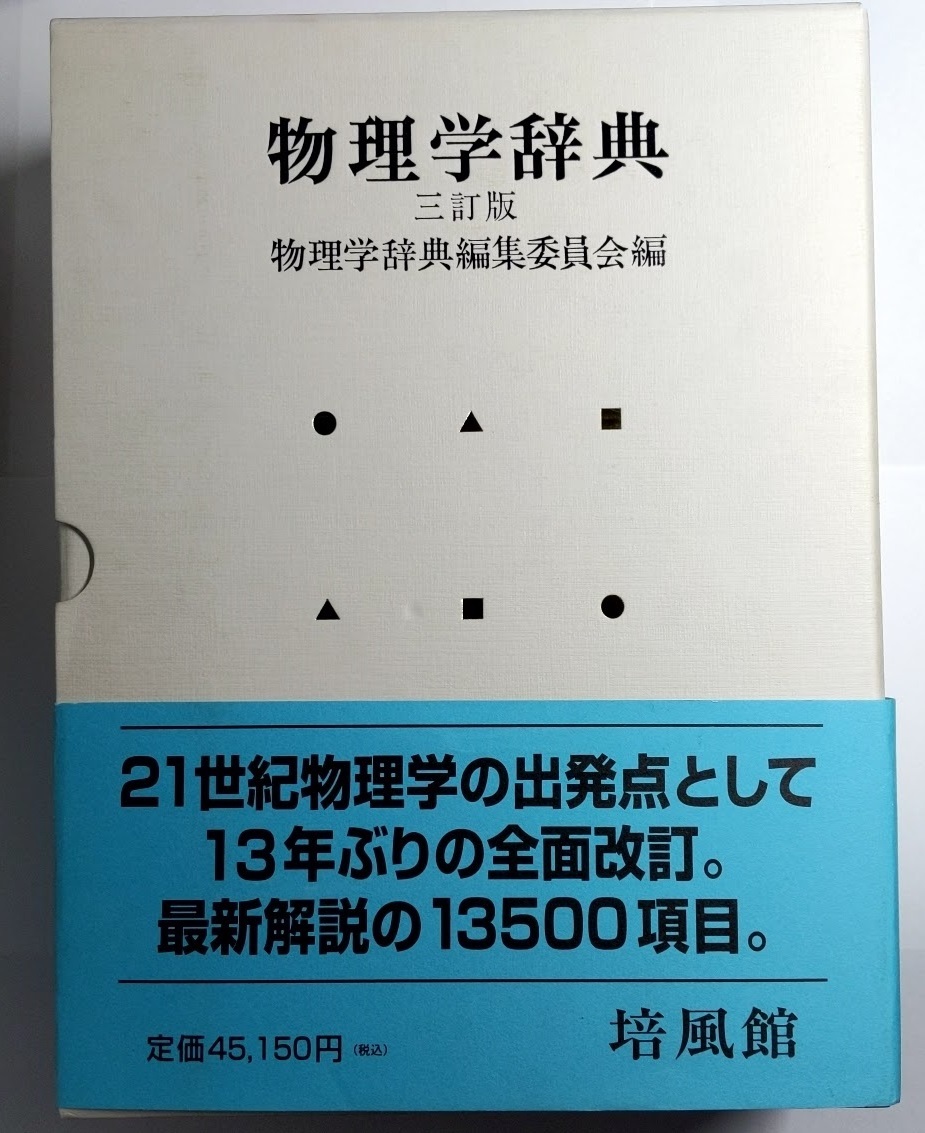 物理学辞典
三訂版
物理学辞典編集委員会編
21世紀物理学の出発点として
13年ぶりの全面改訂。
最新解説の13500項目。
定価45,150円(税込)
培風館